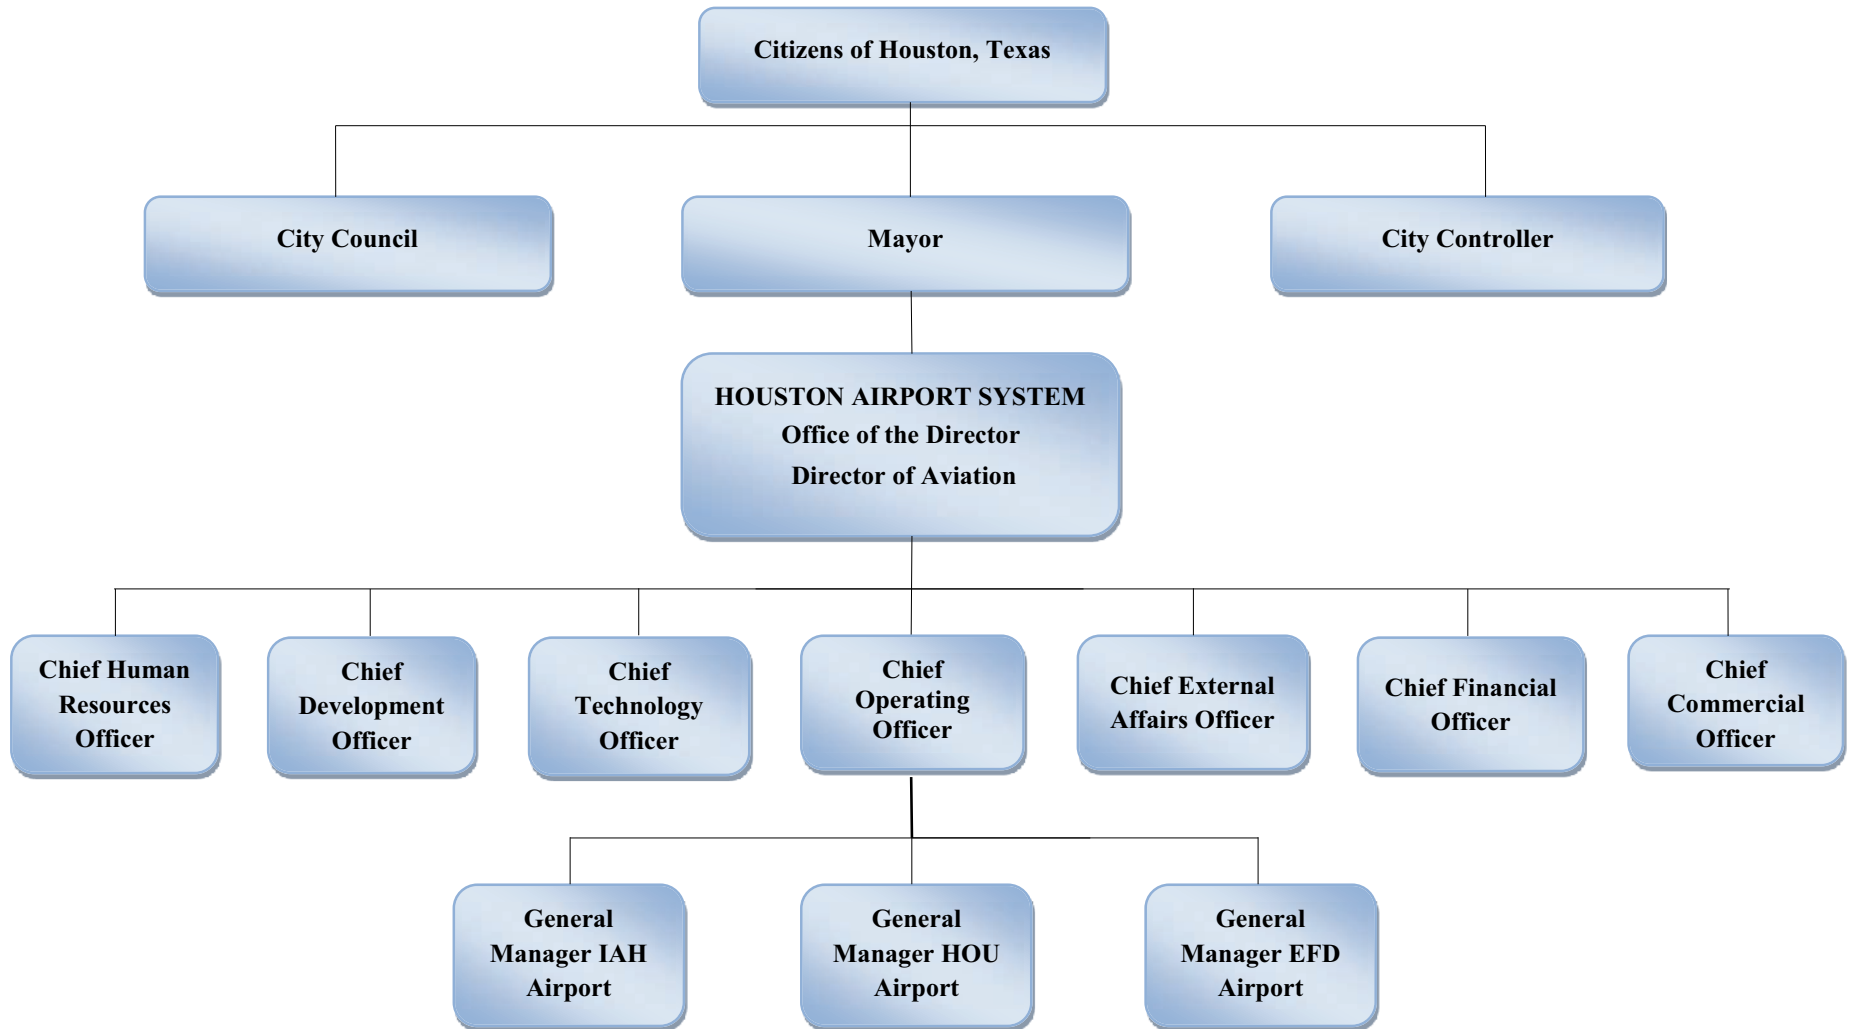 Citizens of Houston, Texas
City Council
Mayor
City Controller
HOUSTON AIRPORT SYSTEM
Office of the Director
Director of Aviation
Chief Human
Resources
Officer
Chief
Development
Officer
Chief
Technology
Officer
Chief
Operating
Officer
Chief External
Affairs Officer
Chief Financial
Officer
Chief
Commercial
Officer
General
Manager IAH
Airport
General
Manager HOU
Airport
General
Manager EFD
Airport